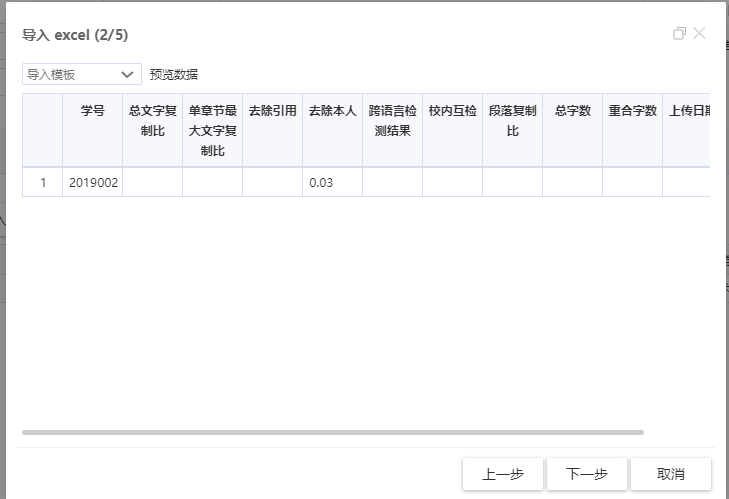 导入 excel (2/5)
导入模板 预览数据
学号 总文字复制比 单章节最大文字复制比 去除引用 去除本人 跨语言检测结果 校内互检 段落复制比 总字数 重合字数 上传日期
1 2019002 0.03
上一步 下一步 取消